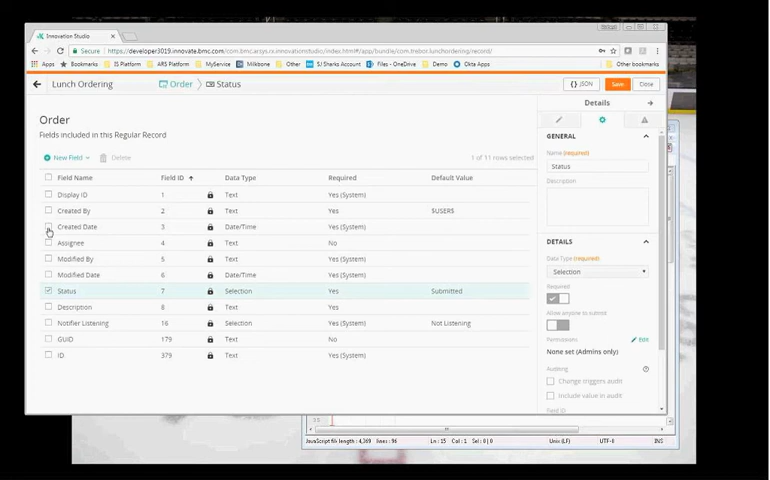 Innovation Studio
Secure https://developer3019.innovate.bmc.com/com.bmc.arsys.rx.innovationstudio/index.html#/app/bundle/com.trebor.lunchordering/record/
Apps Bookmarks IS Platform ARS Platform MyService Milkbone Other SJ Sharks Account Files - OneDrive Demo Okta Apps Other bookmarks
Lunch Ordering Order Status {} JSON Save Close
Order
Fields included in this Regular Record
New Field Delete 1 of 11 rows selected
Field Name Field ID Data Type Required Default Value
Display ID 1 Text Yes (System)
Created By 2 Text Yes $USER$
Created Date 3 Date/Time Yes (System)
Assignee 4 Text No
Modified By 5 Text Yes (System)
Modified Date 6 Date/Time Yes (System)
Status 7 Selection Yes Submitted
Description 8 Text Yes
Notifier Listening 16 Selection Yes (System) Not Listening
GUID 179 Text No
ID 379 Text Yes (System)
Details
GENERAL
Name (required)
Status
Description
DETAILS
Data Type (required)
Selection
Required
Allow anyone to submit
Permissions Edit
None set (Admins only)
Auditing
Change triggers audit
Include value in audit
Field ID
JavaScript file length : 4,369 lines : 96 Ln : 15 Col : 1 Sel : 0 | 0 Unix (LF) UTF-8 INS